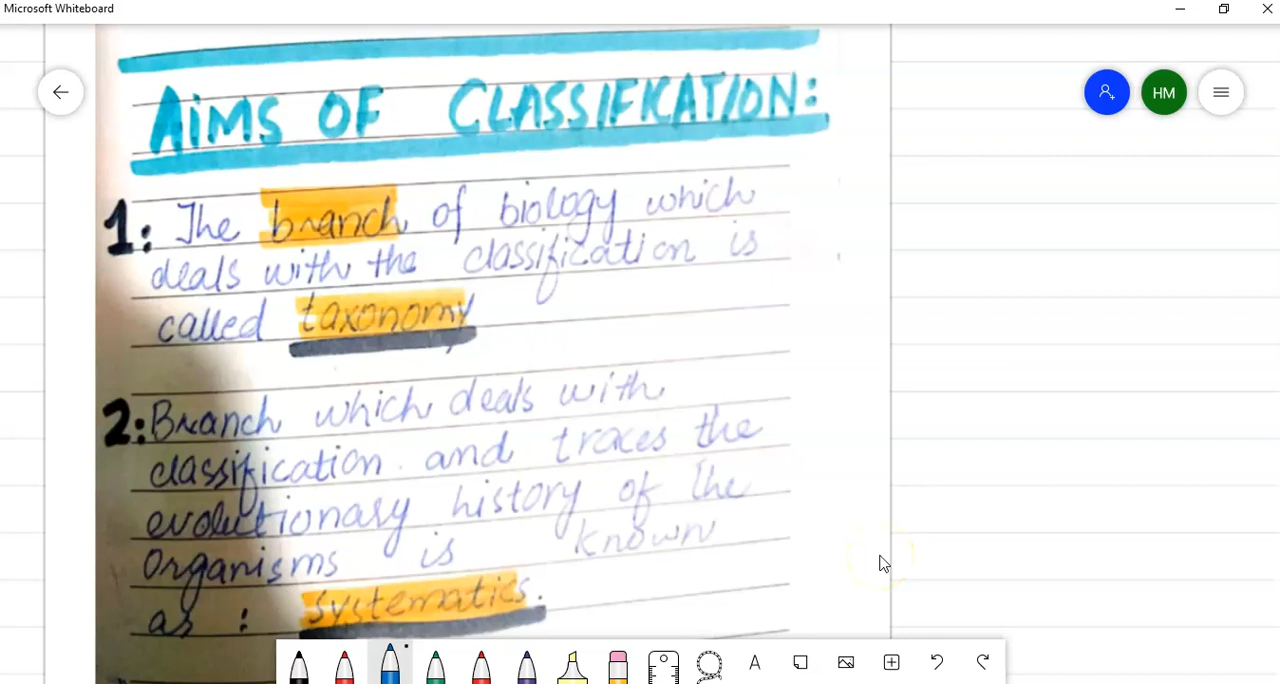 Microsoft Whiteboard
HM
AiMS OF CLASSIFICATION:
1: The branch of biology which
deals with the classification is
called taxonomy
2: Branch which deals with
classification. and traces the
evolutionary history of the
organisms is known
as : systematics.
A